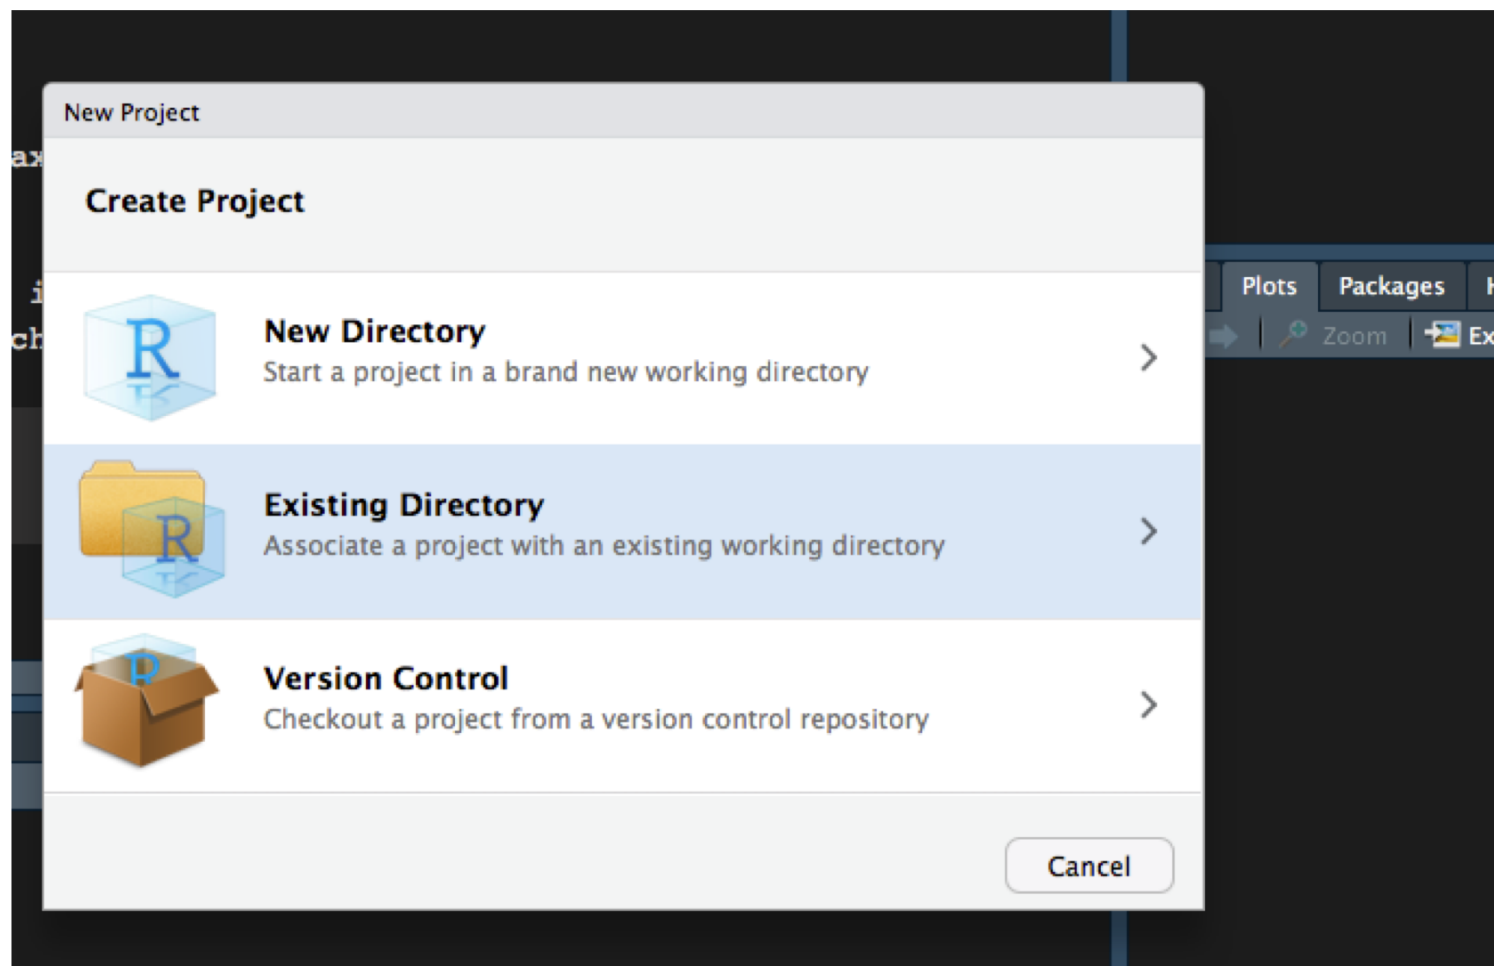 New Project
Create Project
New Directory
Start a project in a brand new working directory
Existing Directory
Associate a project with an existing working directory
Version Control
Checkout a project from a version control repository
Cancel
Plots Packages
Zoom
R
R
R